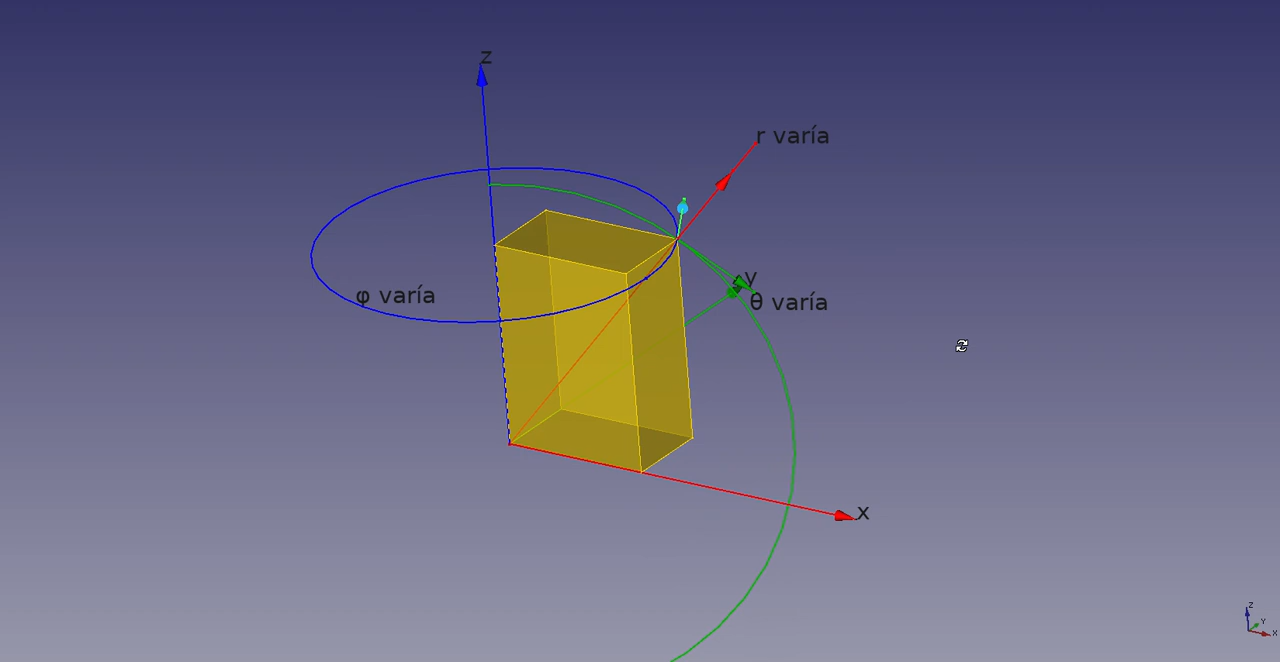 z
r varía
y
φ varía
θ varía
x
Z
Y
X